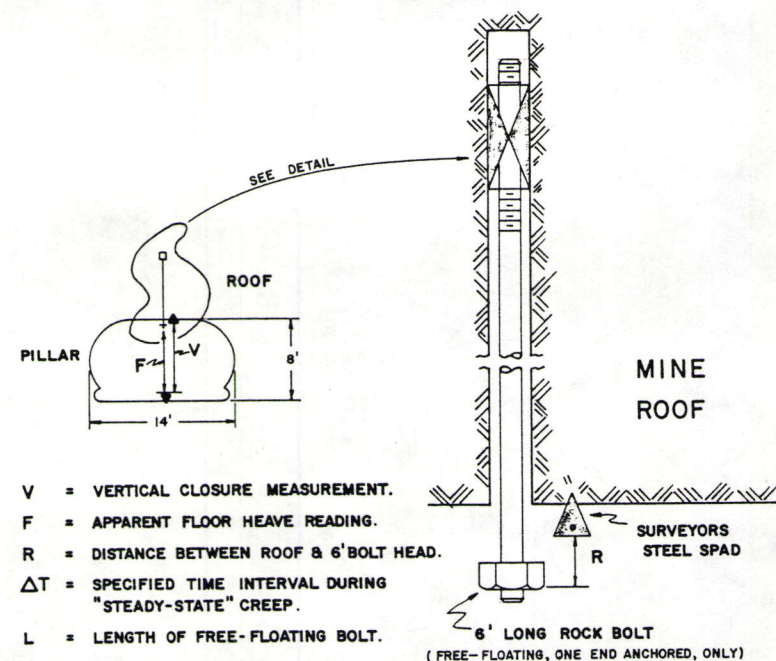 SEE DETAIL
ROOF
PILLAR
F
V
8'
14'
MINE
ROOF
V = VERTICAL CLOSURE MEASUREMENT.
F = APPARENT FLOOR HEAVE READING.
R = DISTANCE BETWEEN ROOF & 6' BOLT HEAD.
ΔT = SPECIFIED TIME INTERVAL DURING
"STEADY-STATE" CREEP.
L = LENGTH OF FREE-FLOATING BOLT.
R
SURVEYORS
STEEL SPAD
6' LONG ROCK BOLT
(FREE-FLOATING, ONE END ANCHORED, ONLY)